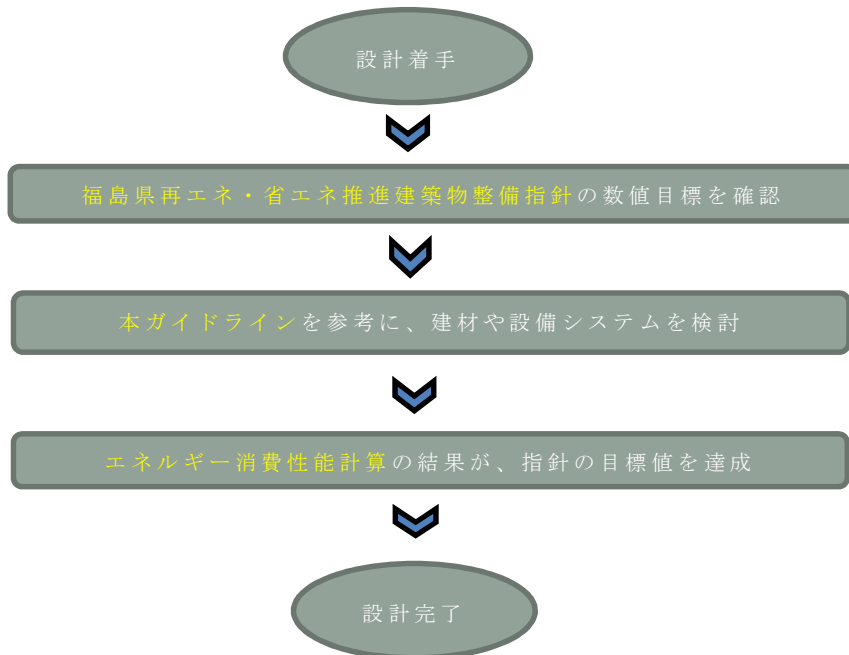 設計着手
福島県再エネ・省エネ推進建築物整備指針の数値目標を確認
本ガイドラインを参考に、建材や設備システムを検討
エネルギー消費性能計算の結果が、指針の目標値を達成
設計完了